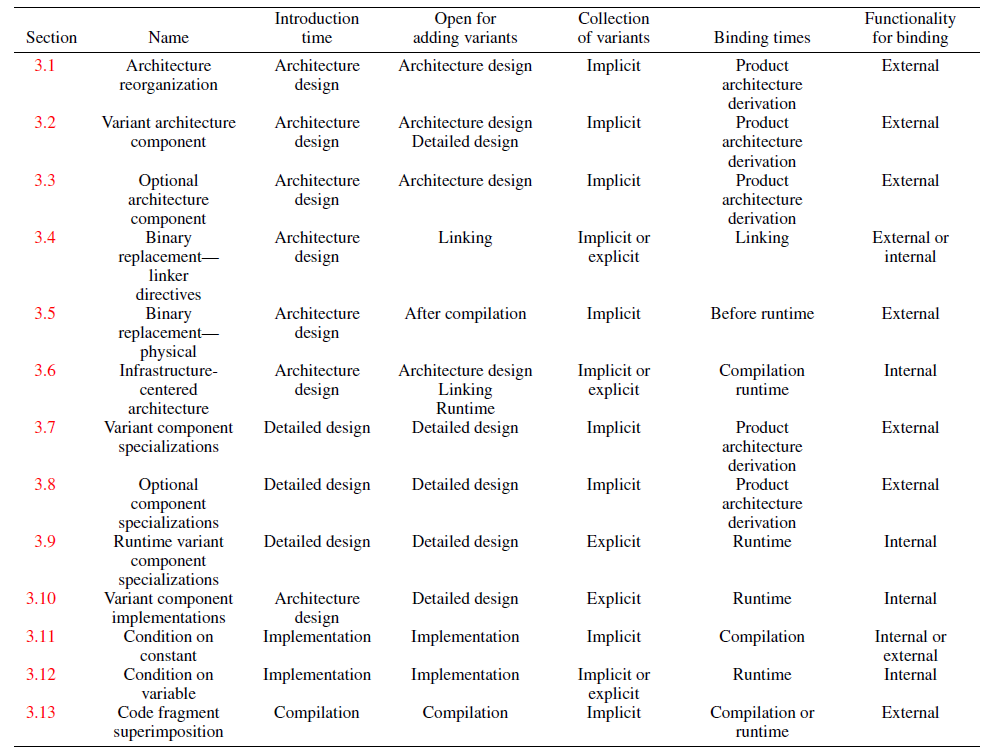 Introduction Open for Collection Functionality
Section Name time adding variants of variants Binding times for binding
3.1 Architecture Architecture Architecture design Implicit Product External
reorganization design architecture
derivation
3.2 Variant architecture Architecture Architecture design Implicit Product External
component design Detailed design architecture
derivation
3.3 Optional Architecture Architecture design Implicit Product External
architecture design architecture
component derivation
3.4 Binary Architecture Linking Implicit or Linking External or
replacement— design explicit internal
linker
directives
3.5 Binary Architecture After compilation Implicit Before runtime External
replacement— design
physical
3.6 Infrastructure- Architecture Architecture design Implicit or Compilation Internal
centered design Linking explicit runtime
architecture Runtime
3.7 Variant component Detailed design Detailed design Implicit Product External
specializations architecture
derivation
3.8 Optional Detailed design Detailed design Implicit Product External
component architecture
specializations derivation
3.9 Runtime variant Detailed design Detailed design Explicit Runtime Internal
component
specializations
3.10 Variant component Architecture Detailed design Explicit Runtime Internal
implementations design
3.11 Condition on Implementation Implementation Implicit Compilation Internal or
constant external
3.12 Condition on Implementation Implementation Implicit or Runtime Internal
variable explicit
3.13 Code fragment Compilation Compilation Implicit Compilation or External
superimposition runtime